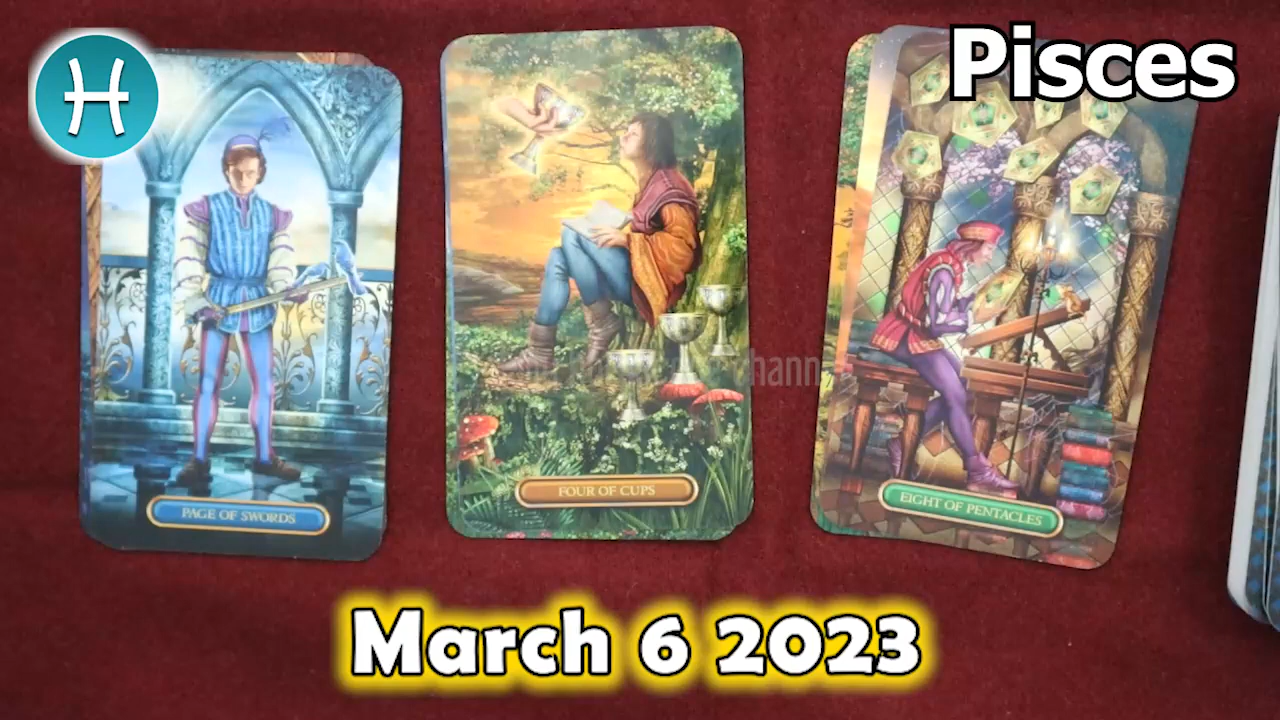 Pisces
PAGE OF SWORDS
FOUR OF CUPS
EIGHT OF PENTACLES
March 6 2023